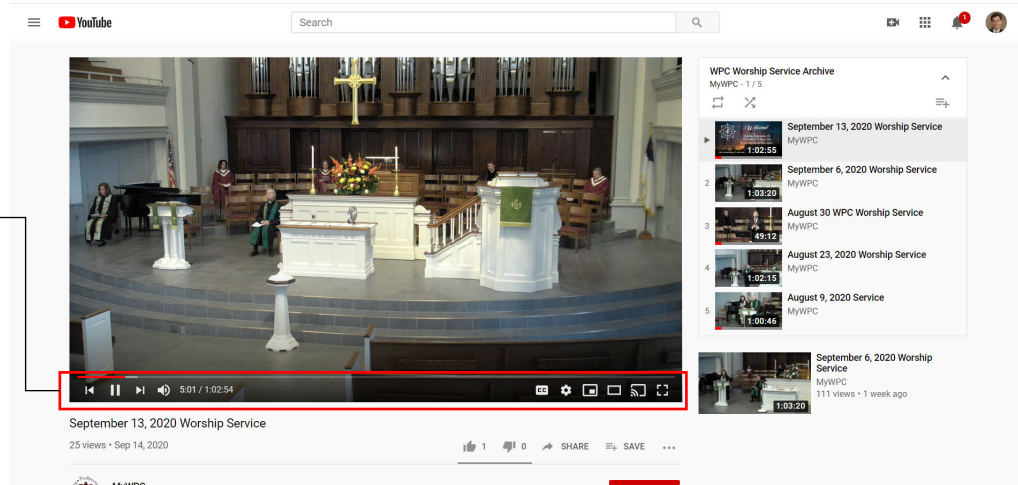 YouTube
Search
1
WPC Worship Service Archive
MyWPC - 1 / 5
September 13, 2020 Worship Service
MyWPC
1:02:55
2
September 6, 2020 Worship Service
MyWPC
1:03:20
3
August 30 WPC Worship Service
MyWPC
49:12
4
August 23, 2020 Worship Service
MyWPC
1:02:15
5
August 9, 2020 Service
MyWPC
1:00:46
September 6, 2020 Worship
Service
MyWPC
111 views • 1 week ago
1:03:20
5:01 / 1:02:54
CC
September 13, 2020 Worship Service
25 views • Sep 14, 2020
1
0
SHARE
SAVE
MyWPC